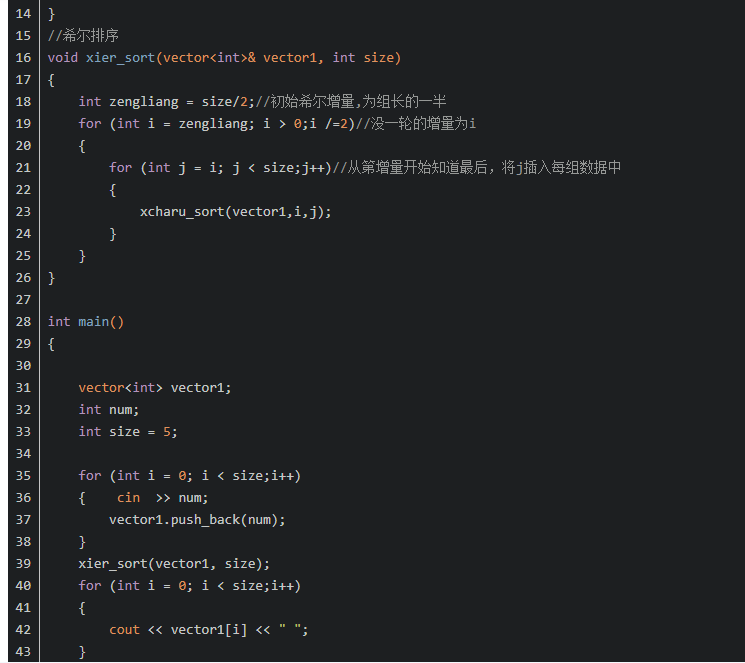 14 }
15 //希尔排序
16 void xier_sort(vector<int>& vector1, int size)
17 {
18     int zengliang = size/2;//初始希尔增量,为组长的一半
19     for (int i = zengliang; i > 0;i /=2)//没一轮的增量为i
20     {
21         for (int j = i; j < size;j++)//从第增量开始知道最后，将j插入每组数据中
22         {
23             xcharu_sort(vector1,i,j);
24         }
25     }
26 }
27
28 int main()
29 {
30
31     vector<int> vector1;
32     int num;
33     int size = 5;
34
35     for (int i = 0; i < size;i++)
36     {    cin  >> num;
37         vector1.push_back(num);
38     }
39     xier_sort(vector1, size);
40     for (int i = 0; i < size;i++)
41     {
42         cout << vector1[i] << " ";
43     }